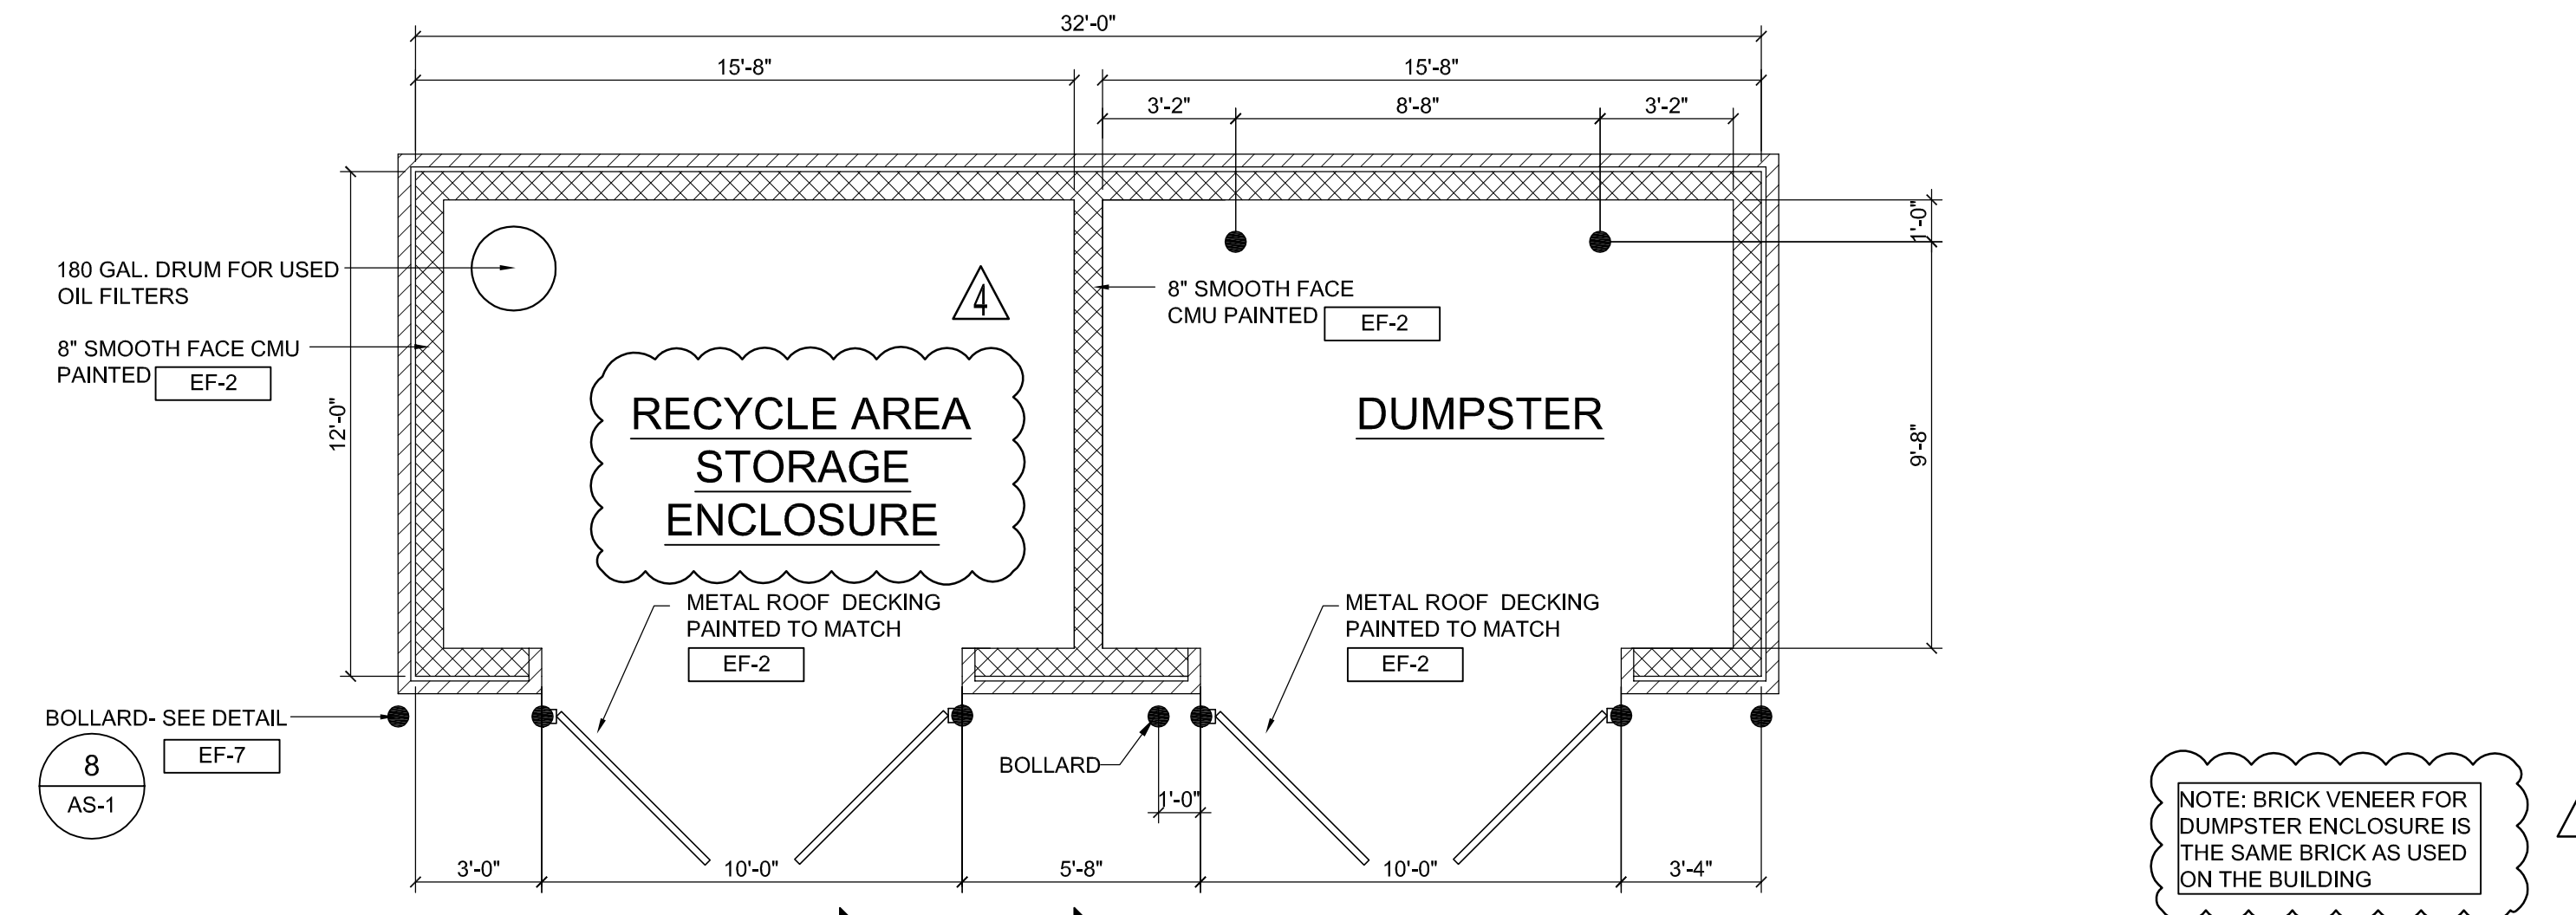 32'-0"
15'-8"
15'-8"
3'-2"
8'-8"
3'-2"
1'-0"
180 GAL. DRUM FOR USED
OIL FILTERS
4
8" SMOOTH FACE
CMU PAINTED EF-2
8" SMOOTH FACE CMU
PAINTED EF-2
12'-0"
RECYCLE AREA
STORAGE
ENCLOSURE
DUMPSTER
9'-8"
METAL ROOF DECKING
PAINTED TO MATCH
EF-2
METAL ROOF DECKING
PAINTED TO MATCH
EF-2
BOLLARD- SEE DETAIL
EF-7
8
AS-1
BOLLARD
1'-0"
3'-0"
10'-0"
5'-8"
10'-0"
3'-4"
NOTE: BRICK VENEER FOR
DUMPSTER ENCLOSURE IS
THE SAME BRICK AS USED
ON THE BUILDING